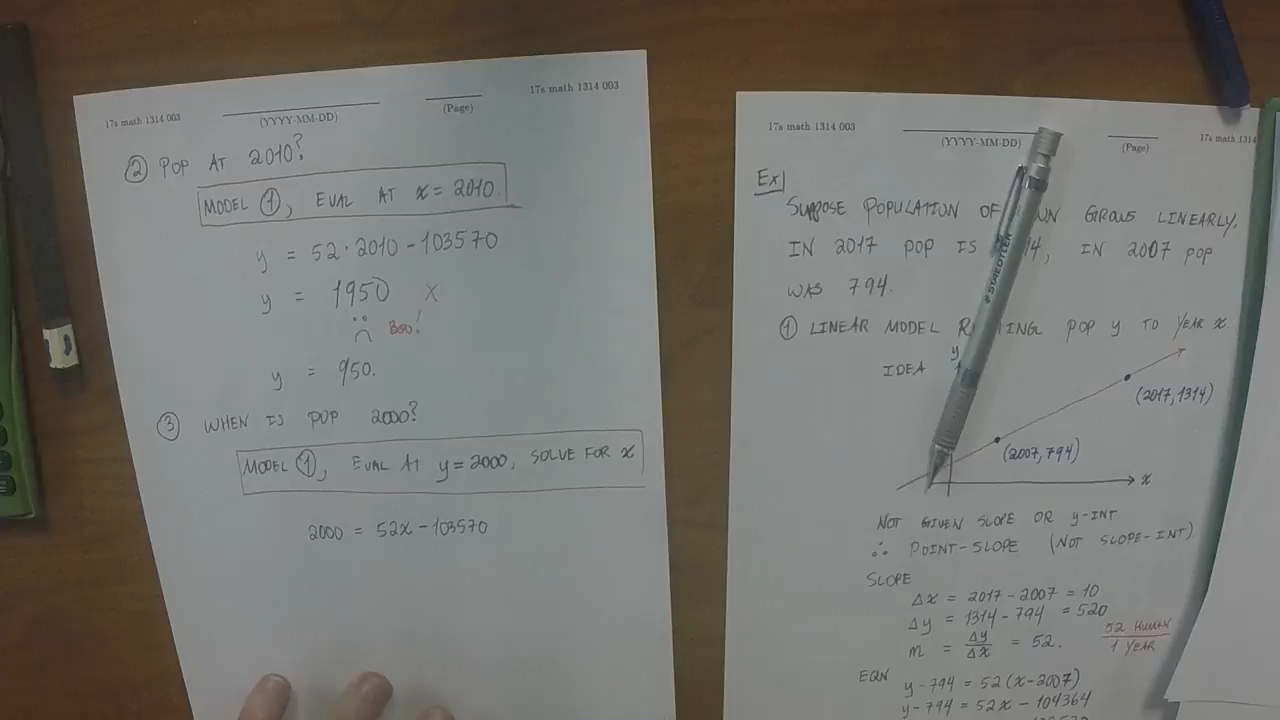 17s math 1314 003
(YYYY-MM-DD)
(Page)
17s math 1314 003
② POP AT 2010?
MODEL ①, EVAL AT x = 2010.
y = 52·2010 - 103570
y = 1950 X
BOO!
y = 950.
③ WHEN IS POP 2000?
MODEL ①, EVAL AT y = 2000, SOLVE FOR x
2000 = 52x - 103570
17s math 1314 003
(YYYY-MM-DD)
(Page)
17s math 1314
Ex
SUPPOSE POPULATION OF GROWS LINEARLY.
IN 2017 POP IS 14, IN 2007 POP
WAS 794.
① LINEAR MODEL POP y TO YEAR x.
IDEA
y
(2017, 1314)
(2007, 794)
x
NOT GIVEN SLOPE OR y-INT
∴ POINT-SLOPE (NOT SLOPE-INT)
SLOPE
Δx = 2017 - 2007 = 10
Δy = 1314 - 794 = 520
m = Δy/Δx = 52.
52 HUMAN
1 YEAR
EQN y - 794 = 52(x - 2007)
y - 794 = 52x - 104364
STAEDTLER